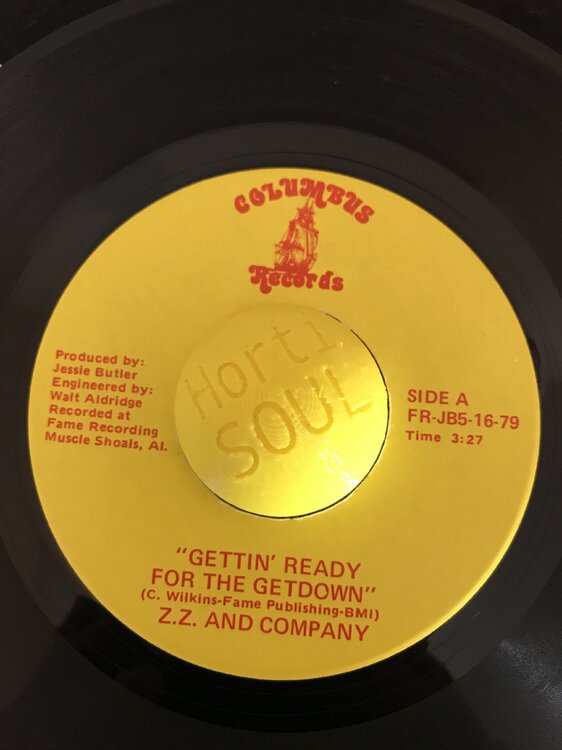 COLUMBUS
Records
Produced by:
Jessie Butler
Engineered by:
Walt Aldridge
Recorded at
Fame Recording
Muscle Shoals, Al.
Horti
SOUL
SIDE A
FR-JB5-16-79
Time 3:27
"GETTIN' READY
FOR THE GETDOWN"
(C. Wilkins-Fame Publishing-BMI)
Z.Z. AND COMPANY